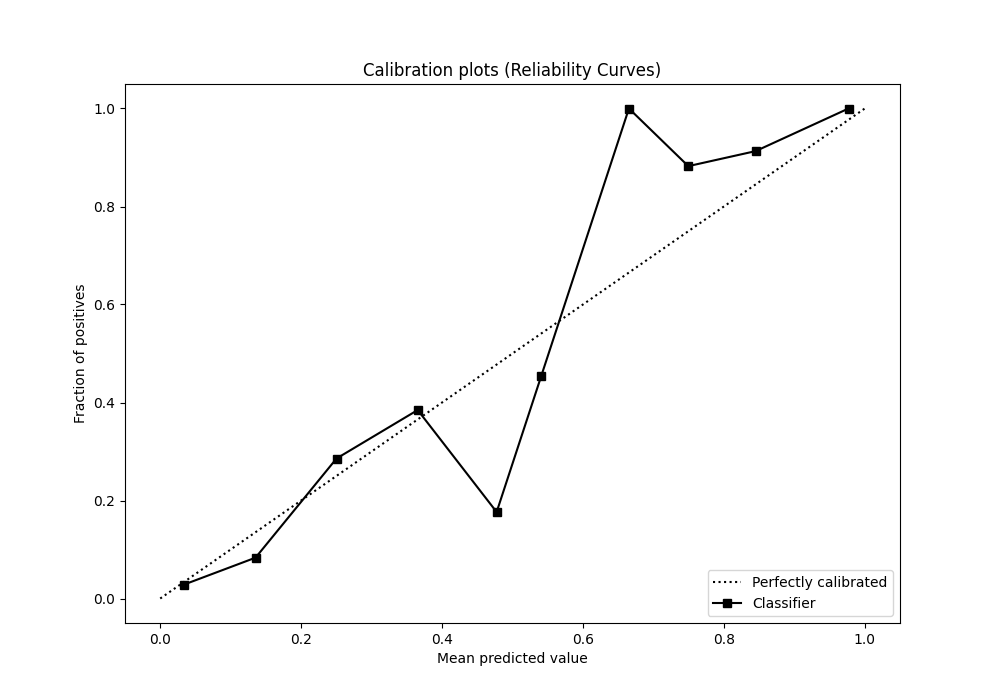 Calibration plots (Reliability Curves)
1.0
0.8
0.6
0.4
0.2
0.0
Fraction of positives
0.0 0.2 0.4 0.6 0.8 1.0
Mean predicted value
Perfectly calibrated
Classifier